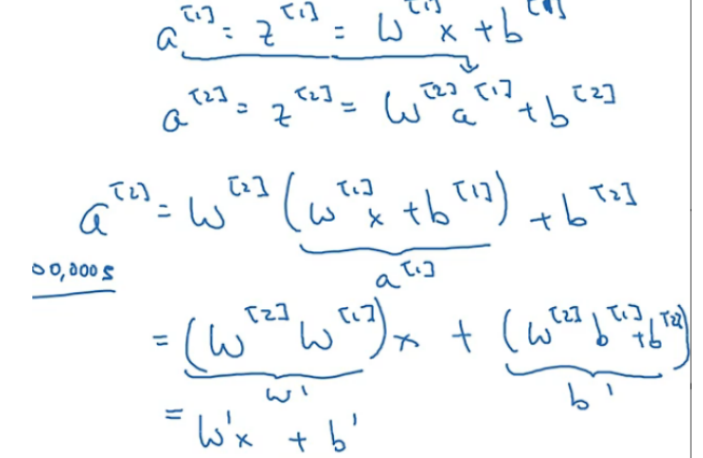 a^[1] = z^[1] = W^[1] x + b^[1]
a^[2] = z^[2] = W^[2] a^[1] + b^[2]
a^[2] = W^[2] (W^[1] x + b^[1]) + b^[2]
a^[1]
00,000s
= (W^[2] W^[1]) x + (W^[2] b^[1] + b^[2])
W' b'
= W'x + b'